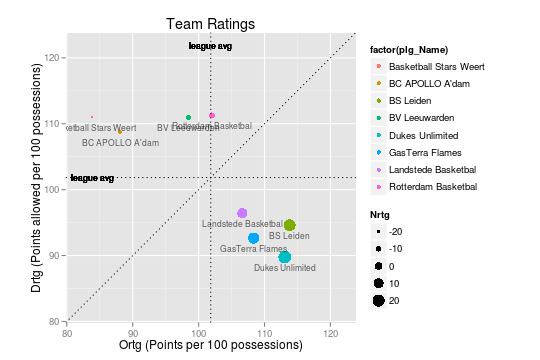 Team Ratings
league avg
120
110
100
90
80
Drtg (Points allowed per 100 possessions)
ketball Stars Weert
BC APOLLO A'dam
BV Leeuwarden
Rotterdam Basketbal
league avg
Landstede Basketbal
BS Leiden
GasTerra Flames
Dukes Unlimited
80
90
100
110
120
Ortg (Points per 100 possessions)
factor(plg_Name)
Basketball Stars Weert
BC APOLLO A'dam
BS Leiden
BV Leeuwarden
Dukes Unlimited
GasTerra Flames
Landstede Basketbal
Rotterdam Basketbal
Nrtg
-20
-10
0
10
20